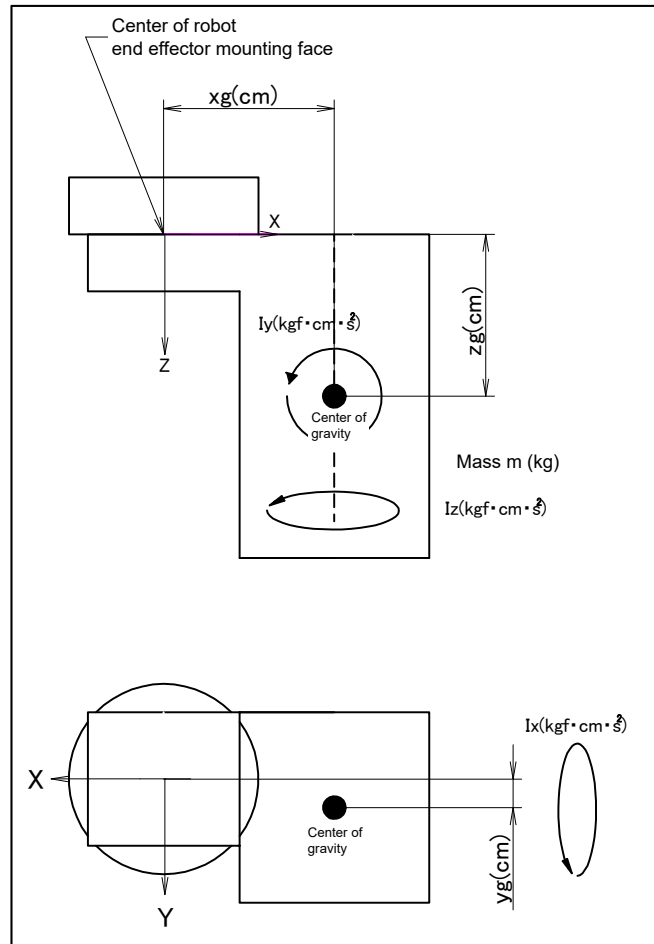 Center of robot
end effector mounting face
xg(cm)
X
Iy(kgf･cm･s²)
zg(cm)
Z
Center of
gravity
Mass m (kg)
Iz(kgf･cm･s²)
Ix(kgf･cm･s²)
X
Center of
gravity
yg(cm)
Y